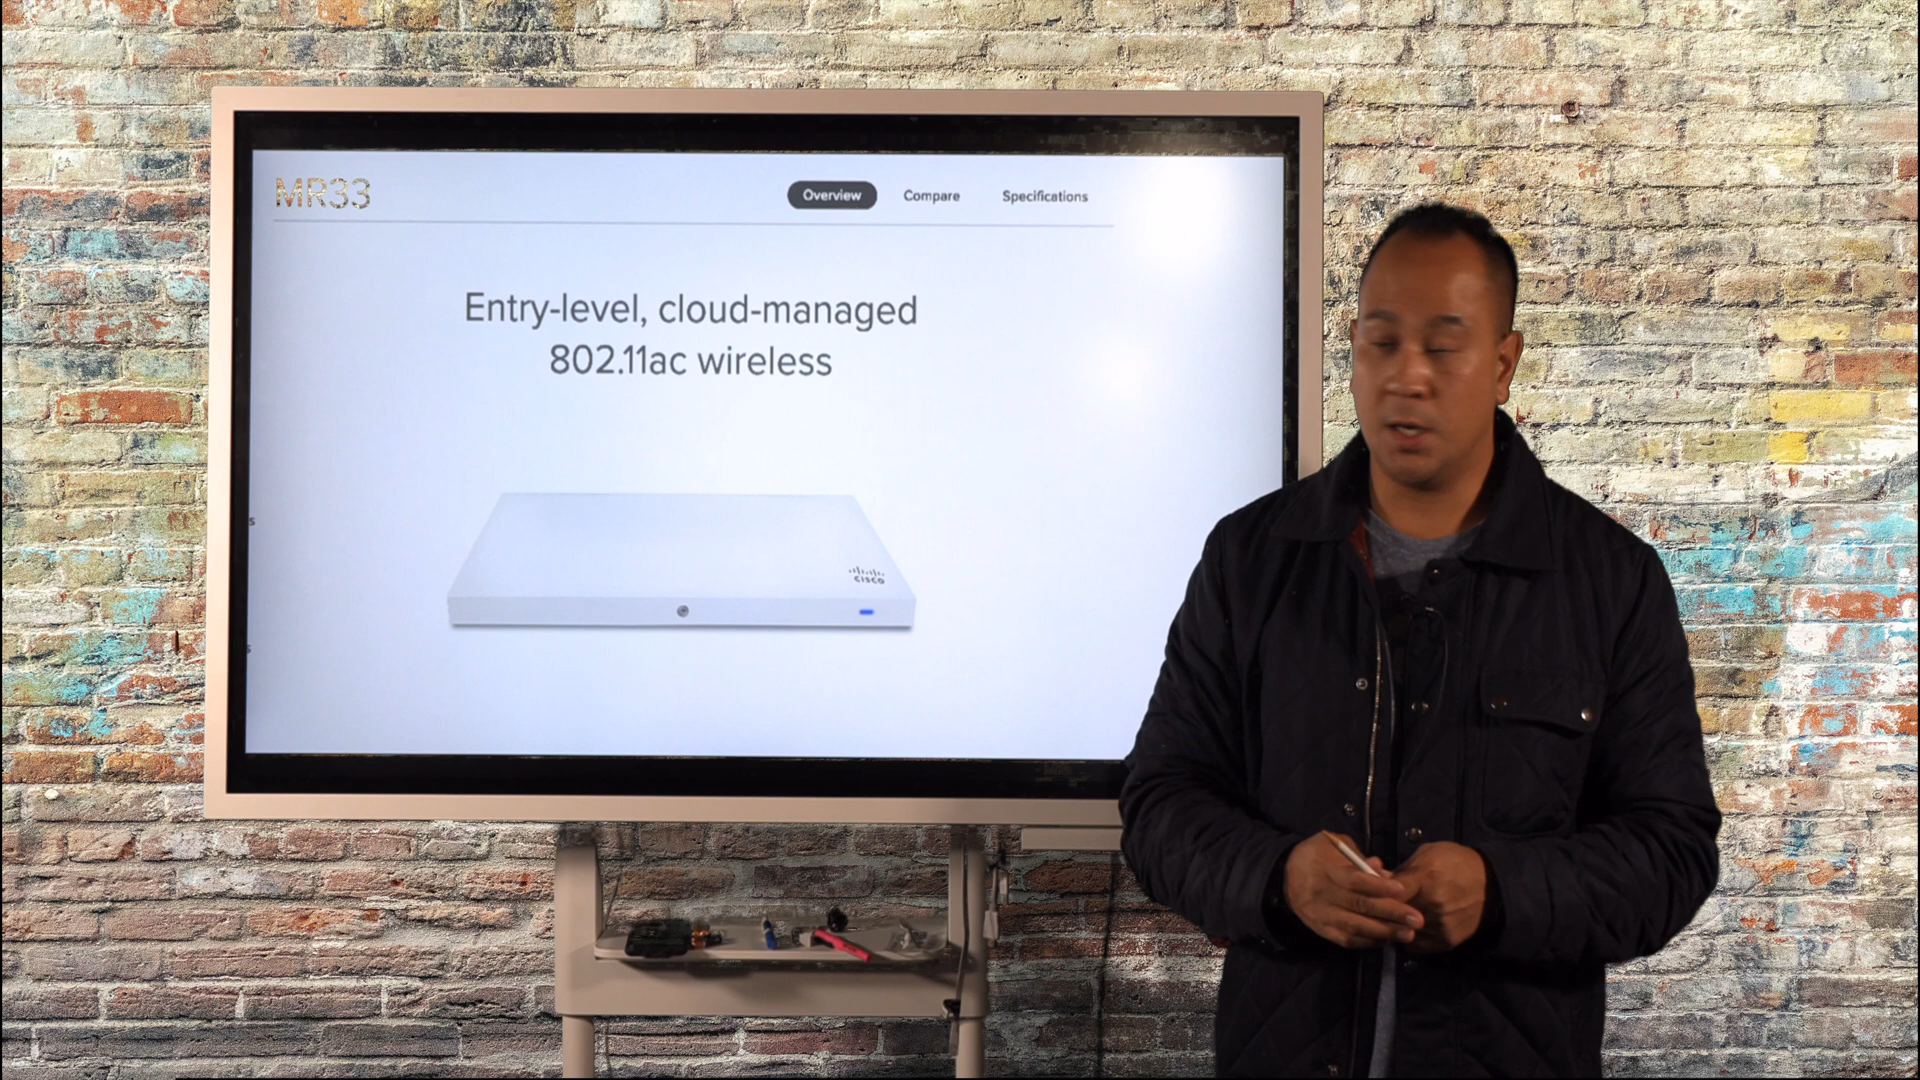 MR33
Overview Compare Specifications
Entry-level, cloud-managed
802.11ac wireless
s
CISCO
s